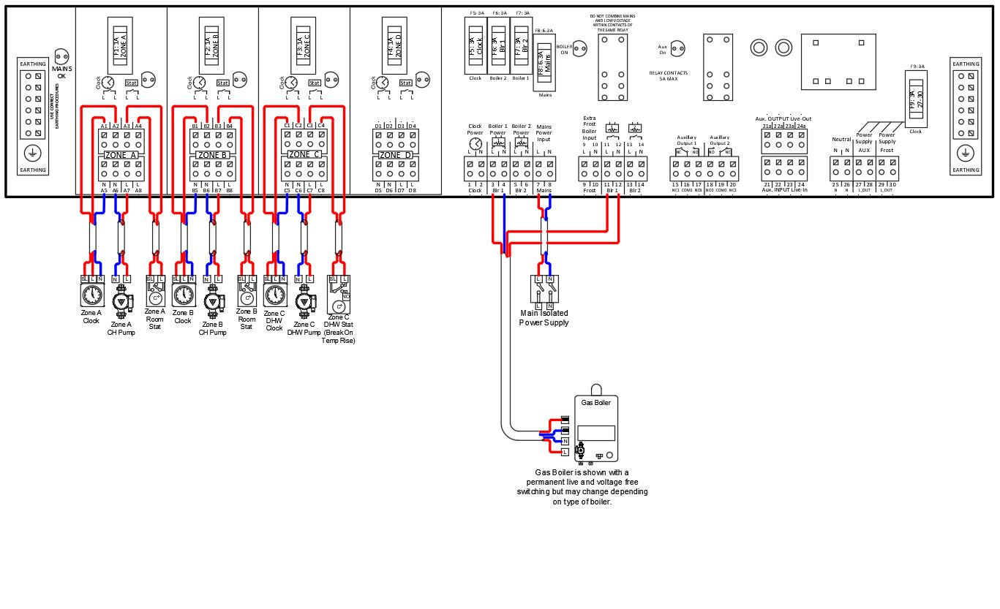 F5: 3A F6: 3A F7: 3A
DO NOT COMBINE MAINS
AND LOW VOLTAGE
WITHIN CONTACTS OF
THE SAME RELAY
F8: 6.3A
F1: 1A
ZONE A
F2: 1A
ZONE B
F3: 1A
ZONE C
F4: 1A
ZONE D
F5: 3A
Clock
F6: 3A
Blr 1
F7: 3A
Blr 2
F8: 6.3A
Mains
BOILER
ON
Aux
On
EARTHING
MAINS
OK
USE CORRECT
EARTHING PROCEDURES
EARTHING
Clock Stat
L L L L
Clock Stat
L L L L
Clock Stat
L L L L
Clock Stat
L L L L
Clock Boiler 2 Boiler 1
Mains
RELAY CONTACTS
5A MAX
F9: 3A
F9: 3A
27-30
Clock
EARTHING
EARTHING
A1 A2 A3 A4
B1 B2 B3 B4
C1 C2 C3 C4
D1 D2 D3 D4
ZONE A
ZONE B
ZONE C
ZONE D
N N L L
N N L L
N N L L
N N L L
A5 A6 A7 A8
B5 B6 B7 B8
C5 C6 C7 C8
D5 D6 D7 D8
Clock
Power
Boiler 1
Power
Boiler 2
Power
Mains
Power
Input
L N L N L N L N
1 2 3 4 5 6 7 8
Clock Blr 1 Blr 2 Mains
Extra
Frost
Boiler
Input
9 10 11 12 13 14
L N L N L N
9 10 11 12 13 14
Frost Blr 1 Blr 2
Auxillary
Output 1
Auxillary
Output 2
NC NO NO NC
15 16 17 18 19 20
NC1 COM1 NO1 NO2 COM2 NC2
Aux. OUTPUT Live-Out
21a 22a 23a 24a
21 22 23 24
Aux. INPUT Live-In
Neutral
Power
Supply
AUX
Power
Supply
Frost
N N
25 26 27 28 29 30
N N L_OUT L_OUT
SL L N
N L
SL L
SL L N
N L
SL L
SL L N
N L
SL L
NO
C°
C°
C°
Zone A
Clock
Zone A
CH Pump
Zone A
Room
Stat
Zone B
Clock
Zone B
CH Pump
Zone B
Room
Stat
Zone C
DHW
Clock
Zone C
DHW Pump
Zone C
DHW Stat
(Break On
Temp Rise)
L N
L N
Main Isolated
Power Supply
Gas Boiler
N
L
Gas Boiler is shown with a
permanent live and voltage free
switching but may change depending
on type of boiler.